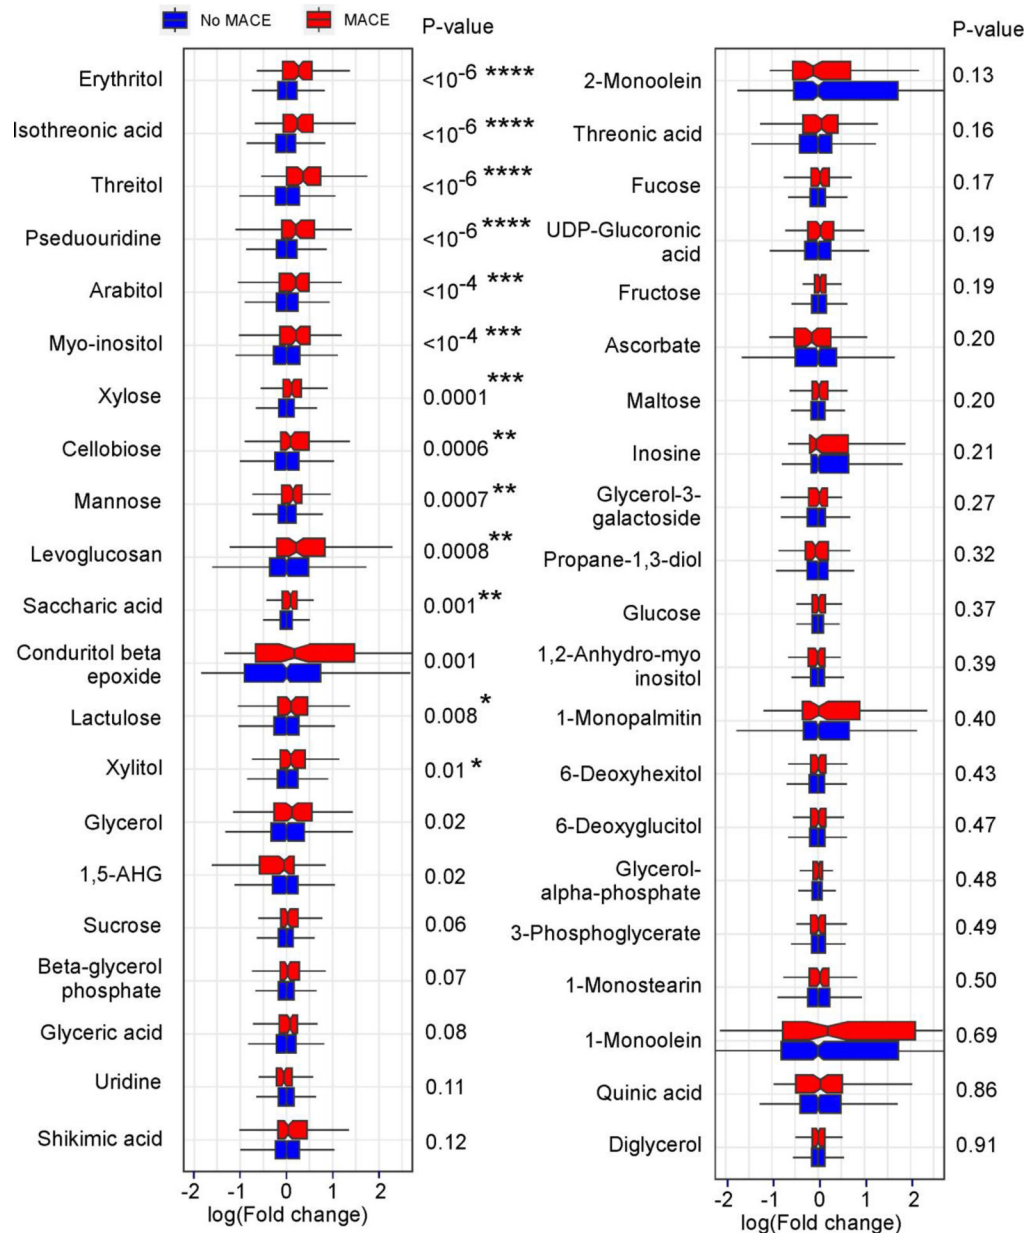 No MACE MACE P-value
Erythritol <10-6 ****
Isothreonic acid <10-6 ****
Threitol <10-6 ****
Pseduouridine <10-6 ****
Arabitol <10-4 ***
Myo-inositol <10-4 ***
Xylose 0.0001 ***
Cellobiose 0.0006 **
Mannose 0.0007 **
Levoglucosan 0.0008 **
Saccharic acid 0.001 **
Conduritol beta
epoxide 0.001
Lactulose 0.008 *
Xylitol 0.01 *
Glycerol 0.02
1,5-AHG 0.02
Sucrose 0.06
Beta-glycerol
phosphate 0.07
Glyceric acid 0.08
Uridine 0.11
Shikimic acid 0.12
-2 -1 0 1 2
log(Fold change)
P-value
2-Monoolein 0.13
Threonic acid 0.16
Fucose 0.17
UDP-Glucoronic
acid 0.19
Fructose 0.19
Ascorbate 0.20
Maltose 0.20
Inosine 0.21
Glycerol-3-
galactoside 0.27
Propane-1,3-diol 0.32
Glucose 0.37
1,2-Anhydro-myo
inositol 0.39
1-Monopalmitin 0.40
6-Deoxyhexitol 0.43
6-Deoxyglucitol 0.47
Glycerol-
alpha-phosphate 0.48
3-Phosphoglycerate 0.49
1-Monostearin 0.50
1-Monoolein 0.69
Quinic acid 0.86
Diglycerol 0.91
-2 -1 0 1 2
log(Fold change)